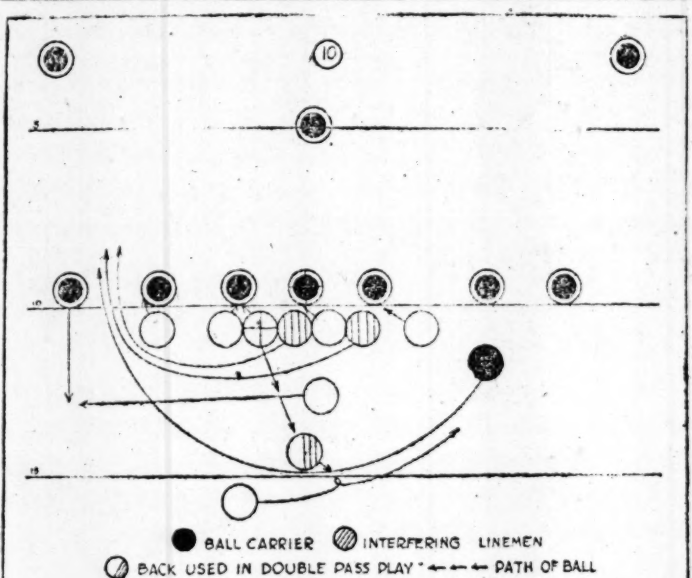 10
5
10
15
BALL CARRIER INTERFERING LINEMEN
BACK USED IN DOUBLE PASS PLAY PATH OF BALL